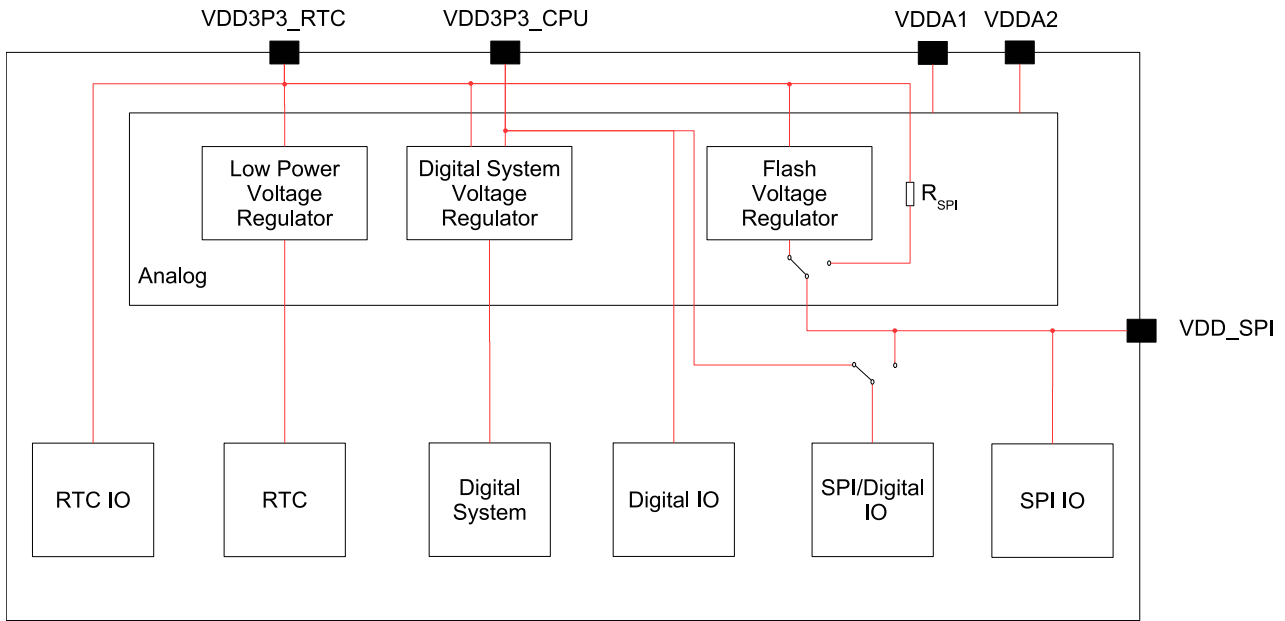 VDD3P3_RTC
VDD3P3_CPU
VDDA1
VDDA2
Low Power
Voltage
Regulator
Digital System
Voltage
Regulator
Flash
Voltage
Regulator
RSPI
Analog
VDD_SPI
RTC IO
RTC
Digital
System
Digital IO
SPI/Digital
IO
SPI IO